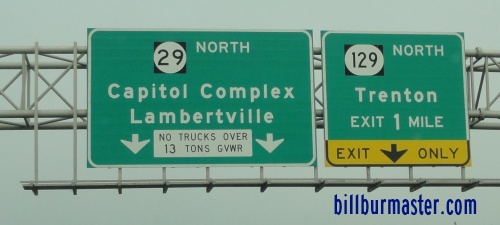 29 NORTH
Capitol Complex
Lambertville
NO TRUCKS OVER
13 TONS GVWR
129 NORTH
Trenton
EXIT 1 MILE
EXIT ONLY
billburmaster.com